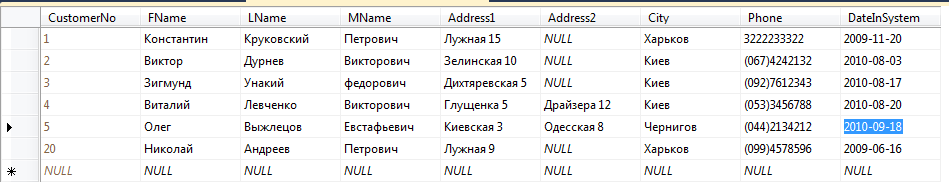 CustomerNo FName LName MName Address1 Address2 City Phone DateInSystem
1 Константин Круковский Петрович Лужная 15 NULL Харьков 3222233322 2009-11-20
2 Виктор Дурнев Викторович Зелинская 10 NULL Киев (067)4242132 2010-08-03
3 Зигмунд Унакий федорович Дихтяревская 5 NULL Киев (092)7612343 2010-08-17
4 Виталий Левченко Викторович Глущенка 5 Драйзера 12 Киев (053)3456788 2010-08-20
5 Олег Выжлецов Евстафьевич Киевская 3 Одесская 8 Чернигов (044)2134212 2010-09-18
20 Николай Андреев Петрович Лужная 9 NULL Харьков (099)4578596 2009-06-16
NULL NULL NULL NULL NULL NULL NULL NULL NULL